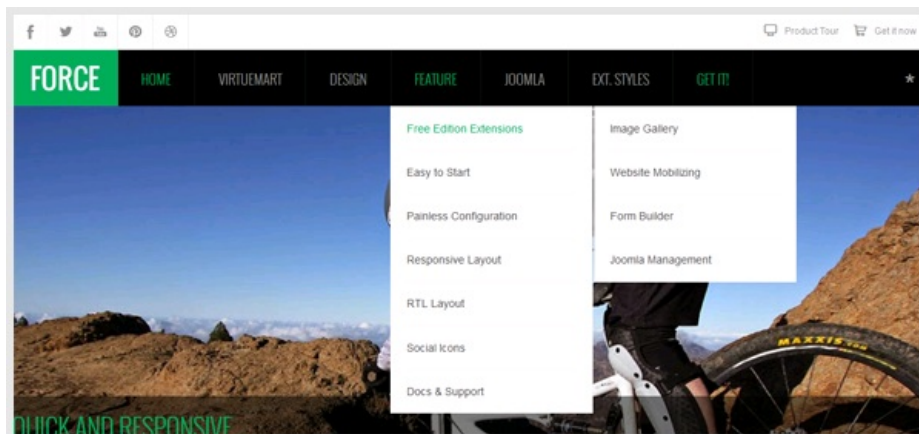 Product Tour Get it now
FORCE HOME VIRTUEMART DESIGN FEATURE JOOMLA EXT. STYLES GET IT! *
Free Edition Extensions
Easy to Start
Painless Configuration
Responsive Layout
RTL Layout
Social Icons
Docs & Support
Image Gallery
Website Mobilizing
Form Builder
Joomla Management
MAXXIS
QUICK AND RESPONSIVE